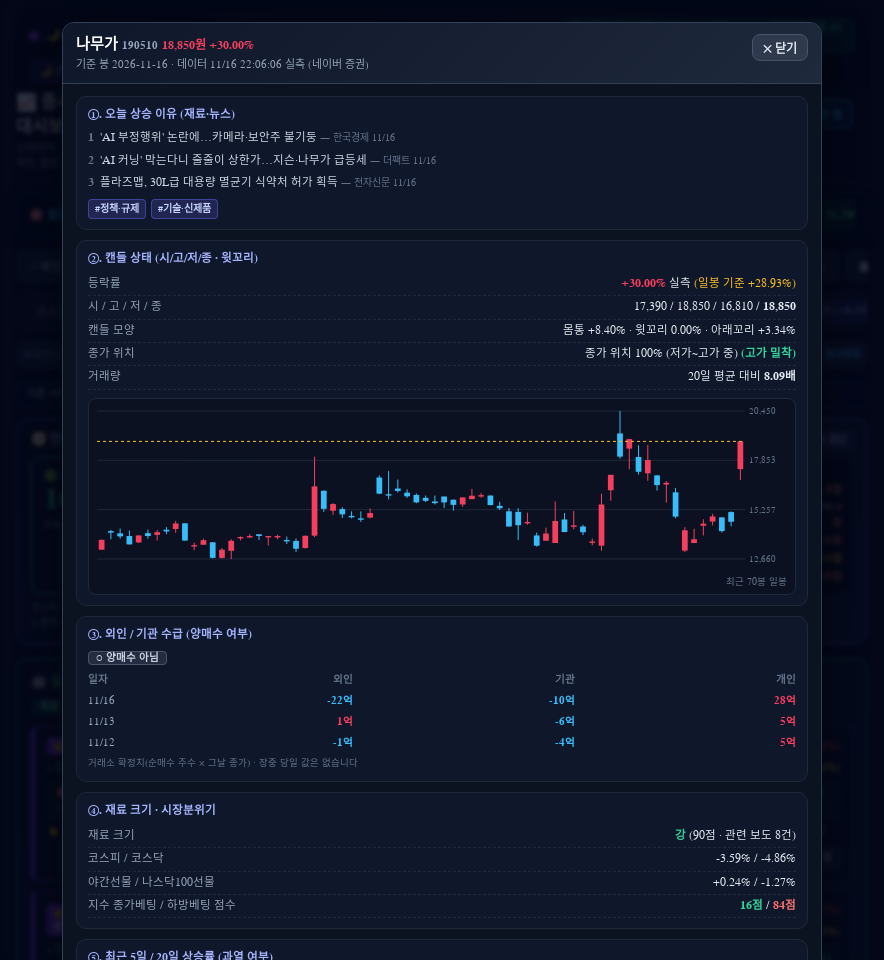 나무가 190510 18,850원 +30.00%
✕ 닫기
기준 봉 2026-11-16 · 데이터 11/16 22:06:06 실측 (네이버 증권)
①. 오늘 상승 이유 (재료·뉴스)
1 'AI 부정행위' 논란에…카메라·보안주 불기둥 — 한국경제 11/16
2 'AI 커닝' 막는다니 줄줄이 상한가…지슨·나무가 급등세 — 더팩트 11/16
3 플라즈맵, 30L급 대용량 멸균기 식약처 허가 획득 — 전자신문 11/16
#정책·규제 #기술·신제품
②. 캔들 상태 (시/고/저/종 · 윗꼬리)
등락률 +30.00% 실측 (일봉 기준 +28.93%)
시 / 고 / 저 / 종 17,390 / 18,850 / 16,810 / 18,850
캔들 모양 몸통 +8.40% · 윗꼬리 0.00% · 아래꼬리 +3.34%
종가 위치 종가 위치 100% (저가~고가 중) (고가 밀착)
거래량 20일 평균 대비 8.09배
20,450
17,853
15,257
12,660
최근 70봉 일봉
③. 외인 / 기관 수급 (양매수 여부)
○ 양매수 아님
일자 외인 기관 개인
11/16 -22억 -10억 28억
11/13 1억 -6억 5억
11/12 -1억 -4억 5억
거래소 확정치(순매수 주수 × 그날 종가) · 장중 당일 값은 없습니다
④. 재료 크기 · 시장분위기
재료 크기 강 (90점 · 관련 보도 8건)
코스피 / 코스닥 -3.59% / -4.86%
야간선물 / 나스닥100선물 +0.24% / -1.27%
지수 종가베팅 / 하방베팅 점수 16점 / 84점
⑤. 최근 5일 / 20일 상승률 (과열 여부)